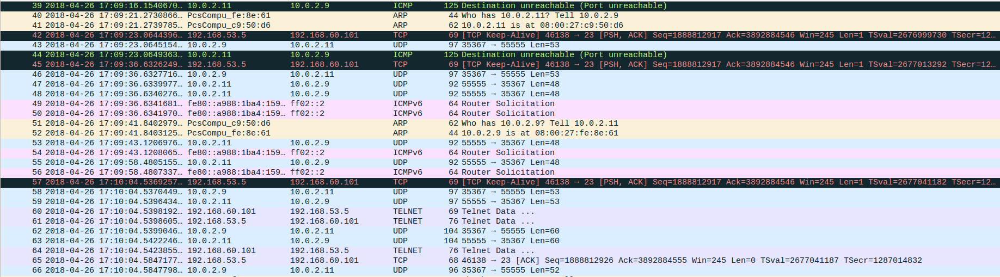 39 2018-04-26 17:09:16.1540670… 10.0.2.11 10.0.2.9 ICMP 125 Destination unreachable (Port unreachable)
40 2018-04-26 17:09:21.2730866… PcsCompu_fe:8e:61 ARP 44 Who has 10.0.2.11? Tell 10.0.2.9
41 2018-04-26 17:09:21.2739785… PcsCompu_c9:50:d6 ARP 62 10.0.2.11 is at 08:00:27:c9:50:d6
42 2018-04-26 17:09:23.0644396… 192.168.53.5 192.168.60.101 TCP 69 [TCP Keep-Alive] 46138 → 23 [PSH, ACK] Seq=1888812917 Ack=3892884546 Win=245 Len=1 TSval=2676999730 TSecr=12…
43 2018-04-26 17:09:23.0645154… 10.0.2.9 10.0.2.11 UDP 97 35367 → 55555 Len=53
44 2018-04-26 17:09:23.0649363… 10.0.2.11 10.0.2.9 ICMP 125 Destination unreachable (Port unreachable)
45 2018-04-26 17:09:36.6326249… 192.168.53.5 192.168.60.101 TCP 69 [TCP Keep-Alive] 46138 → 23 [PSH, ACK] Seq=1888812917 Ack=3892884546 Win=245 Len=1 TSval=2677013292 TSecr=12…
46 2018-04-26 17:09:36.6327716… 10.0.2.9 10.0.2.11 UDP 97 35367 → 55555 Len=53
47 2018-04-26 17:09:36.6339977… 10.0.2.11 10.0.2.9 UDP 92 55555 → 35367 Len=48
48 2018-04-26 17:09:36.6340276… 10.0.2.11 10.0.2.9 UDP 92 55555 → 35367 Len=48
49 2018-04-26 17:09:36.6341681… fe80::a988:1ba4:159… ff02::2 ICMPv6 64 Router Solicitation
50 2018-04-26 17:09:36.6341970… fe80::a988:1ba4:159… ff02::2 ICMPv6 64 Router Solicitation
51 2018-04-26 17:09:41.8402979… PcsCompu_c9:50:d6 ARP 62 Who has 10.0.2.9? Tell 10.0.2.11
52 2018-04-26 17:09:41.8403125… PcsCompu_fe:8e:61 ARP 44 10.0.2.9 is at 08:00:27:fe:8e:61
53 2018-04-26 17:09:43.1206976… 10.0.2.11 10.0.2.9 UDP 92 55555 → 35367 Len=48
54 2018-04-26 17:09:43.1208065… fe80::a988:1ba4:159… ff02::2 ICMPv6 64 Router Solicitation
55 2018-04-26 17:09:58.4805155… 10.0.2.11 10.0.2.9 UDP 92 55555 → 35367 Len=48
56 2018-04-26 17:09:58.4807337… fe80::a988:1ba4:159… ff02::2 ICMPv6 64 Router Solicitation
57 2018-04-26 17:10:04.5369257… 192.168.53.5 192.168.60.101 TCP 69 [TCP Keep-Alive] 46138 → 23 [PSH, ACK] Seq=1888812917 Ack=3892884546 Win=245 Len=1 TSval=2677041182 TSecr=12…
58 2018-04-26 17:10:04.5370449… 10.0.2.9 10.0.2.11 UDP 97 35367 → 55555 Len=53
59 2018-04-26 17:10:04.5396434… 10.0.2.11 10.0.2.9 UDP 97 55555 → 35367 Len=53
60 2018-04-26 17:10:04.5398192… 192.168.60.101 192.168.53.5 TELNET 69 Telnet Data ...
61 2018-04-26 17:10:04.5398605… 192.168.53.5 192.168.60.101 TELNET 76 Telnet Data ...
62 2018-04-26 17:10:04.5399046… 10.0.2.9 10.0.2.11 UDP 104 35367 → 55555 Len=60
63 2018-04-26 17:10:04.5422246… 10.0.2.11 10.0.2.9 UDP 104 55555 → 35367 Len=60
64 2018-04-26 17:10:04.5423855… 192.168.60.101 192.168.53.5 TELNET 76 Telnet Data ...
65 2018-04-26 17:10:04.5847177… 192.168.53.5 192.168.60.101 TCP 68 46138 → 23 [ACK] Seq=1888812926 Ack=3892884555 Win=245 Len=0 TSval=2677041187 TSecr=1287014832
66 2018-04-26 17:10:04.5847798… 10.0.2.9 10.0.2.11 UDP 96 35367 → 55555 Len=52